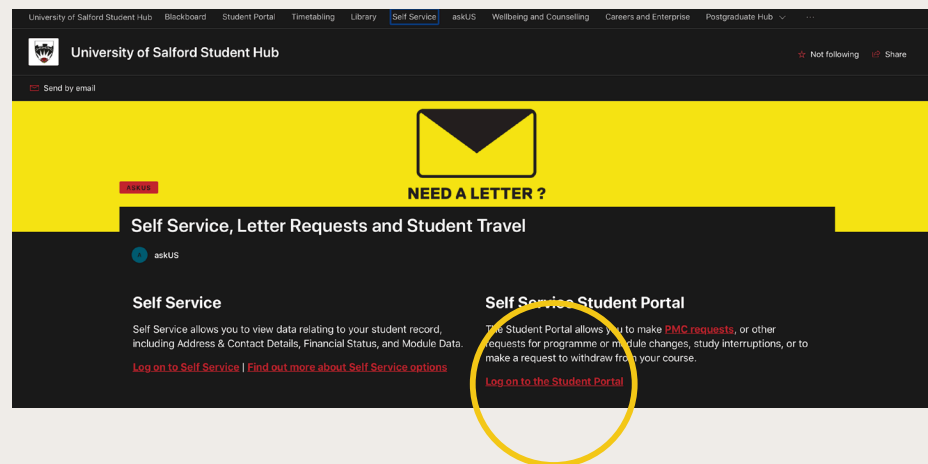 University of Salford Student Hub Blackboard Student Portal Timetabling Library Self Service askUS Wellbeing and Counselling Careers and Enterprise Postgraduate Hub ...
University of Salford Student Hub
Not following Share
Send by email
NEED A LETTER ?
ASKUS
Self Service, Letter Requests and Student Travel
A askUS
Self Service
Self Service allows you to view data relating to your student record,
including Address & Contact Details, Financial Status, and Module Data.
Log on to Self Service | Find out more about Self Service options
Self Service Student Portal
The Student Portal allows you to make PMC requests, or other
requests for programme or module changes, study interruptions, or to
make a request to withdraw from your course.
Log on to the Student Portal